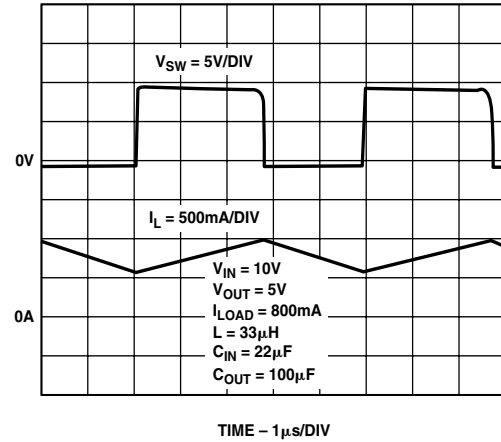 V_SW = 5V/DIV
0V
I_L = 500mA/DIV
V_IN = 10V
V_OUT = 5V
0A
I_LOAD = 800mA
L = 33µH
C_IN = 22µF
C_OUT = 100µF
TIME – 1µs/DIV